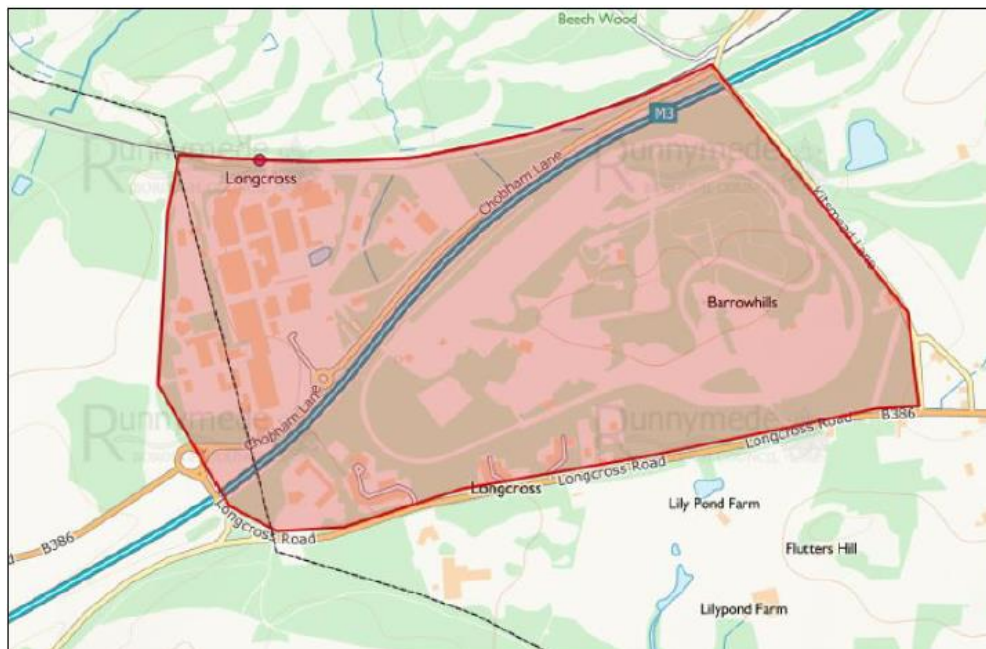 Beech Wood
M3
Runnymede
Runnymede
Longcross
Chobham Lane
Kitsmead Lane
Barrowhills
Chobham Lane
Runnymede
Runnymede
B386
Longcross Road
Longcross Road
Longcross
Lily Pond Farm
Longcross Road
B386
Flutters Hill
Lilypond Farm